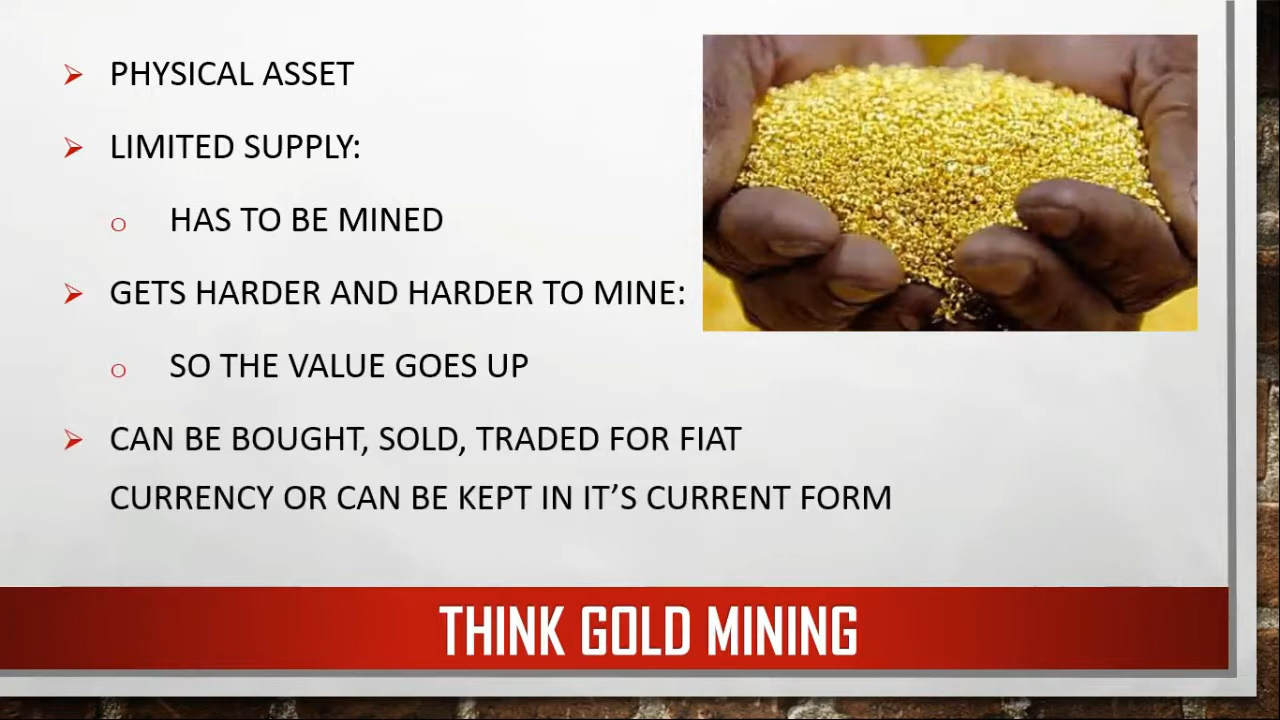 PHYSICAL ASSET
LIMITED SUPPLY:
HAS TO BE MINED
GETS HARDER AND HARDER TO MINE:
SO THE VALUE GOES UP
CAN BE BOUGHT, SOLD, TRADED FOR FIAT
CURRENCY OR CAN BE KEPT IN IT’S CURRENT FORM
THINK GOLD MINING